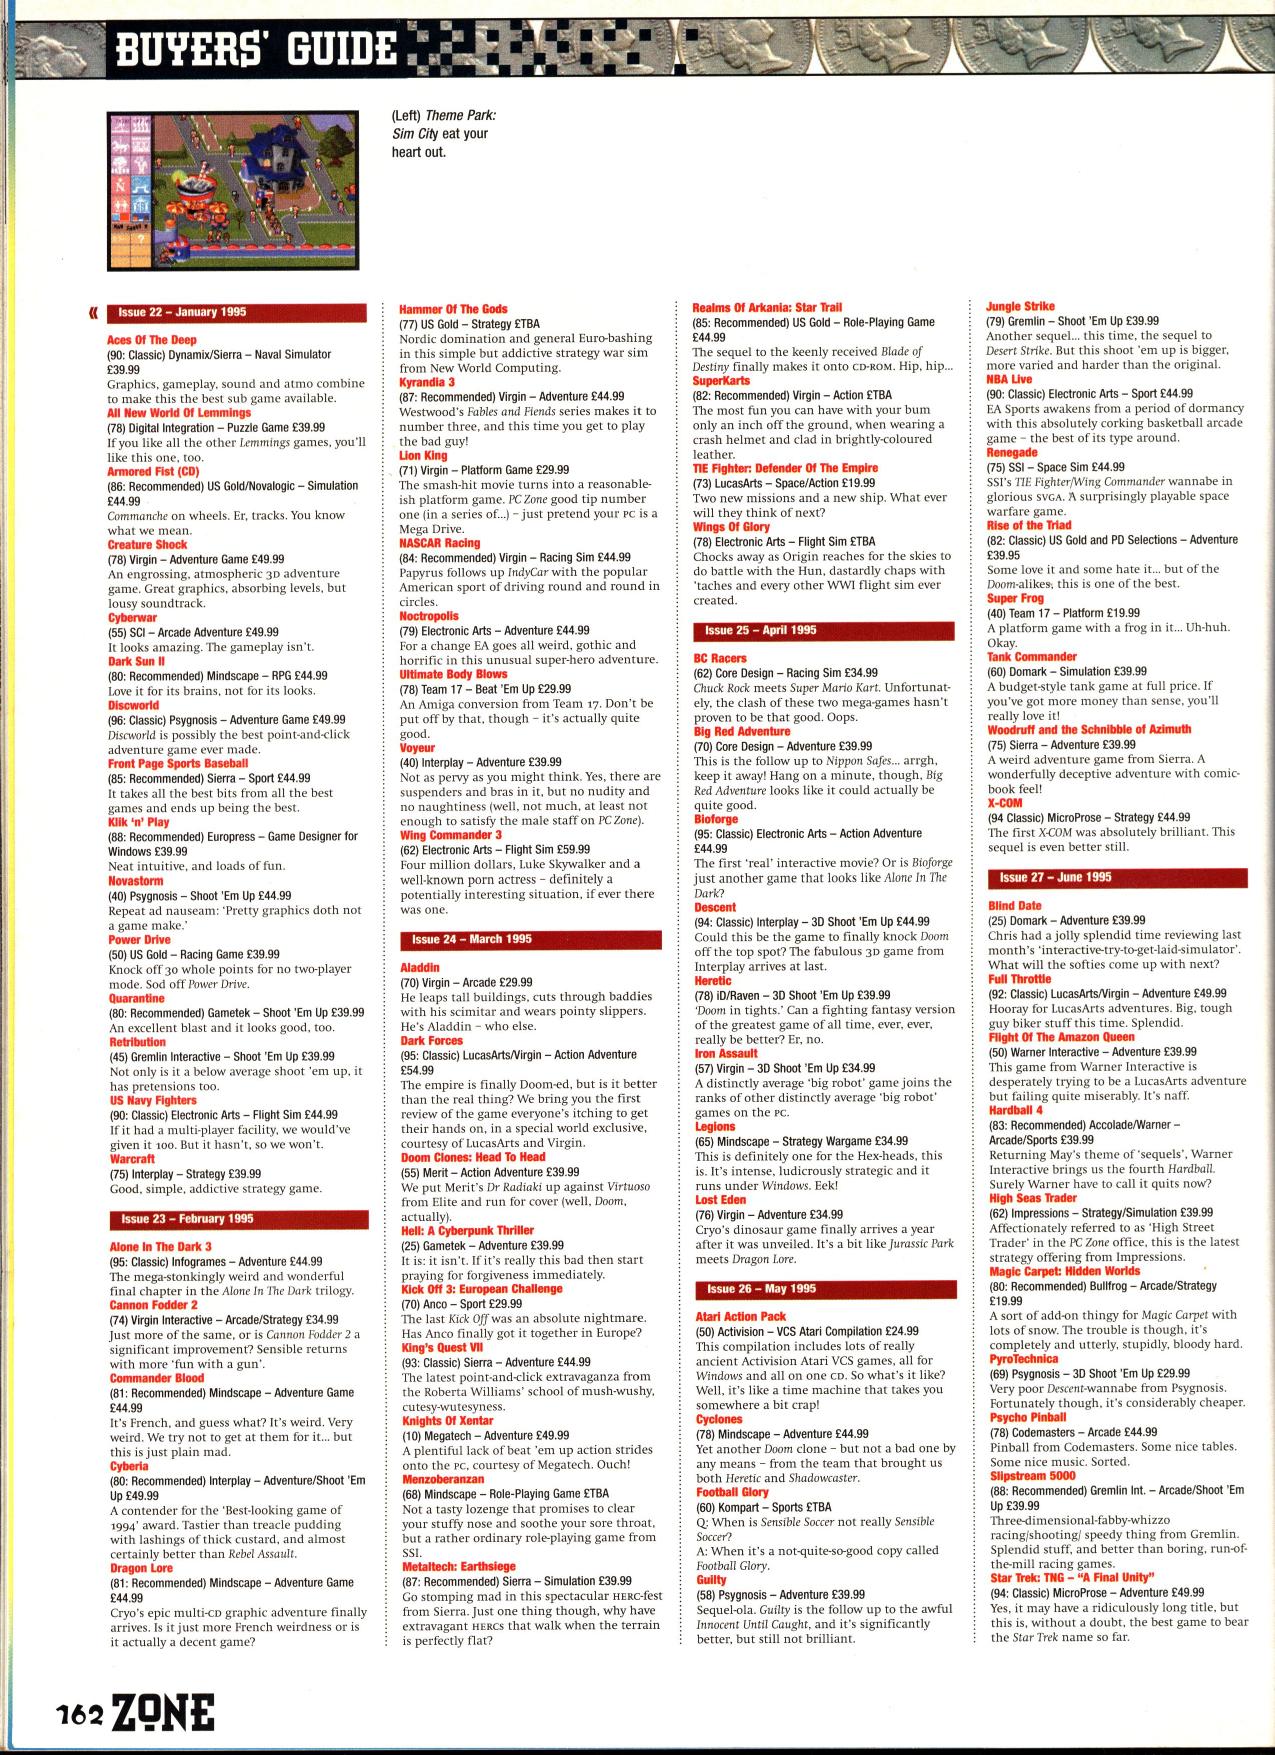 BUYERS' GUIDE
(Left) Theme Park:
Sim City eat your
heart out.
« Issue 22 – January 1995
Aces Of The Deep
(90: Classic) Dynamix/Sierra – Naval Simulator
£39.99
Graphics, gameplay, sound and atmo combine
to make this the best sub game available.
All New World Of Lemmings
(78) Digital Integration – Puzzle Game £39.99
If you like all the other Lemmings games, you'll
like this one, too.
Armored Fist (CD)
(86: Recommended) US Gold/Novalogic – Simulation
£44.99
Comanche on wheels. Er, tracks. You know
what we mean.
Creature Shock
(78) Virgin – Adventure Game £49.99
An engrossing, atmospheric 3D adventure
game. Great graphics, absorbing levels, but
lousy soundtrack.
Cyberwar
(55) SCI – Arcade Adventure £49.99
It looks amazing. The gameplay isn't.
Dark Sun II
(80: Recommended) Mindscape – RPG £44.99
Love it for its brains, not for its looks.
Discworld
(96: Classic) Psygnosis – Adventure Game £49.99
Discworld is possibly the best point-and-click
adventure game ever made.
Front Page Sports Baseball
(85: Recommended) Sierra – Sport £44.99
It takes all the best bits from all the best
games and ends up being the best.
Klik 'n' Play
(88: Recommended) Europress – Game Designer for
Windows £39.99
Neat intuitive, and loads of fun.
Novastorm
(40) Psygnosis – Shoot 'Em Up £44.99
Repeat ad nauseam: 'Pretty graphics doth not
a game make.'
Power Drive
(50) US Gold – Racing Game £39.99
Knock off 30 whole points for no two-player
mode. Sod off Power Drive.
Quarantine
(80: Recommended) Gametek – Shoot 'Em Up £39.99
An excellent blast and it looks good, too.
Retribution
(45) Gremlin Interactive – Shoot 'Em Up £39.99
Not only is it a below average shoot 'em up, it
has pretensions too.
US Navy Fighters
(90: Classic) Electronic Arts – Flight Sim £44.99
If it had a multi-player facility, we would've
given it 100. But it hasn't, so we won't.
Warcraft
(75) Interplay – Strategy £39.99
Good, simple, addictive strategy game.
Issue 23 – February 1995
Alone In The Dark 3
(95: Classic) Infogrames – Adventure £44.99
The mega-stonkingly weird and wonderful
final chapter in the Alone In The Dark trilogy.
Cannon Fodder 2
(74) Virgin Interactive – Arcade/Strategy £34.99
Just more of the same, or is Cannon Fodder 2 a
significant improvement? Sensible returns
with more 'fun with a gun'.
Commander Blood
(81: Recommended) Mindscape – Adventure Game
£44.99
It's French, and guess what? It's weird. Very
weird. We try not to get at them for it... but
this is just plain mad.
Cyberia
(80: Recommended) Interplay – Adventure/Shoot 'Em
Up £49.99
A contender for the 'Best-looking game of
1994' award. Tastier than treacle pudding
with lashings of thick custard, and almost
certainly better than Rebel Assault.
Dragon Lore
(81: Recommended) Mindscape – Adventure Game
£44.99
Cryo's epic multi-CD graphic adventure finally
arrives. Is it just more French weirdness or is
it actually a decent game?
Hammer Of The Gods
(77) US Gold – Strategy £TBA
Nordic domination and general Euro-bashing
in this simple but addictive strategy war sim
from New World Computing.
Kyrandia 3
(87: Recommended) Virgin – Adventure £44.99
Westwood's Fables and Fiends series makes it to
number three, and this time you get to play
the bad guy!
Lion King
(71) Virgin – Platform Game £29.99
The smash-hit movie turns into a reasonable-
ish platform game. PC Zone good tip number
one (in a series of...) – just pretend your PC is a
Mega Drive.
NASCAR Racing
(84: Recommended) Virgin – Racing Sim £44.99
Papyrus follows up IndyCar with the popular
American sport of driving round and round in
circles.
Noctropolis
(79) Electronic Arts – Adventure £44.99
For a change EA goes all weird, gothic and
horrific in this unusual super-hero adventure.
Ultimate Body Blows
(78) Team 17 – Beat 'Em Up £29.99
An Amiga conversion from Team 17. Don't be
put off by that, though – it's actually quite
good.
Voyeur
(40) Interplay – Adventure £39.99
Not as pervy as you might think. Yes, there are
suspenders and bras in it, but no nudity and
no naughtiness (well, not much, at least not
enough to satisfy the male staff on PC Zone).
Wing Commander 3
(62) Electronic Arts – Flight Sim £59.99
Four million dollars, Luke Skywalker and a
well-known porn actress – definitely a
potentially interesting situation, if ever there
was one.
Issue 24 – March 1995
Aladdin
(70) Virgin – Arcade £29.99
He leaps tall buildings, cuts through baddies
with his scimitar and wears pointy slippers.
He's Aladdin – who else.
Dark Forces
(95: Classic) LucasArts/Virgin – Action Adventure
£54.99
The empire is finally Doom-ed, but is it better
than the real thing? We bring you the first
review of the game everyone's itching to get
their hands on, in a special world exclusive,
courtesy of LucasArts and Virgin.
Doom Clones: Head To Head
(55) Merit – Action Adventure £39.99
We put Merit's Dr Radiaki up against Virtuoso
from Elite and run for cover (well, Doom,
actually).
Hell: A Cyberpunk Thriller
(25) Gametek – Adventure £39.99
It is: it isn't. If it's really this bad then start
praying for forgiveness immediately.
Kick Off 3: European Challenge
(70) Anco – Sport £29.99
The last Kick Off was an absolute nightmare.
Has Anco finally got it together in Europe?
King's Quest VII
(93: Classic) Sierra – Adventure £44.99
The latest point-and-click extravaganza from
the Roberta Williams' school of mush-wushy,
cutesy-wutesyness.
Knights Of Xentar
(10) Megatech – Adventure £49.99
A plentiful lack of beat 'em up action strides
onto the PC, courtesy of Megatech. Ouch!
Menzoberanzan
(68) Mindscape – Role-Playing Game £TBA
Not a tasty lozenge that promises to clear
your stuffy nose and soothe your sore throat,
but a rather ordinary role-playing game from
SSI.
Metaltech: Earthsiege
(87: Recommended) Sierra – Simulation £39.99
Go stomping mad in this spectacular HERC-fest
from Sierra. Just one thing though, why have
extravagant HERCs that walk when the terrain
is perfectly flat?
Realms Of Arkania: Star Trail
(85: Recommended) US Gold – Role-Playing Game
£44.99
The sequel to the keenly received Blade of
Destiny finally makes it onto CD-ROM. Hip, hip...
SuperKarts
(82: Recommended) Virgin – Action £TBA
The most fun you can have with your bum
only an inch off the ground, when wearing a
crash helmet and clad in brightly-coloured
leather.
TIE Fighter: Defender Of The Empire
(73) LucasArts – Space/Action £19.99
Two new missions and a new ship. What ever
will they think of next?
Wings Of Glory
(78) Electronic Arts – Flight Sim £TBA
Chocks away as Origin reaches for the skies to
do battle with the Hun, dastardly chaps with
'taches and every other WWI flight sim ever
created.
Issue 25 – April 1995
BC Racers
(62) Core Design – Racing Sim £34.99
Chuck Rock meets Super Mario Kart. Unfortunat-
ely, the clash of these two mega-games hasn't
proven to be that good. Oops.
Big Red Adventure
(70) Core Design – Adventure £39.99
This is the follow up to Nippon Safes... arrgh,
keep it away! Hang on a minute, though, Big
Red Adventure looks like it could actually be
quite good.
Bioforge
(95: Classic) Electronic Arts – Action Adventure
£44.99
The first 'real' interactive movie? Or is Bioforge
just another game that looks like Alone In The
Dark?
Descent
(94: Classic) Interplay – 3D Shoot 'Em Up £44.99
Could this be the game to finally knock Doom
off the top spot? The fabulous 3D game from
Interplay arrives at last.
Heretic
(78) iD/Raven – 3D Shoot 'Em Up £39.99
'Doom in tights.' Can a fighting fantasy version
of the greatest game of all time, ever, ever,
really be better? Er, no.
Iron Assault
(57) Virgin – 3D Shoot 'Em Up £34.99
A distinctly average 'big robot' game joins the
ranks of other distinctly average 'big robot'
games on the PC.
Legions
(65) Mindscape – Strategy Wargame £34.99
This is definitely one for the Hex-heads, this
is. It's intense, ludicrously strategic and it
runs under Windows. Eek!
Lost Eden
(76) Virgin – Adventure £34.99
Cryo's dinosaur game finally arrives a year
after it was unveiled. It's a bit like Jurassic Park
meets Dragon Lore.
Issue 26 – May 1995
Atari Action Pack
(50) Activision – VCS Atari Compilation £24.99
This compilation includes lots of really
ancient Activision Atari VCS games, all for
Windows and all on one CD. So what's it like?
Well, it's like a time machine that takes you
somewhere a bit crap!
Cyclones
(78) Mindscape – Adventure £44.99
Yet another Doom clone – but not a bad one by
any means – from the team that brought us
both Heretic and Shadowcaster.
Football Glory
(60) Kompart – Sports £TBA
Q: When is Sensible Soccer not really Sensible
Soccer?
A: When it's a not-quite-so-good copy called
Football Glory.
Guilty
(58) Psygnosis – Adventure £39.99
Sequel-ola. Guilty is the follow up to the awful
Innocent Until Caught, and it's significantly
better, but still not brilliant.
Jungle Strike
(79) Gremlin – Shoot 'Em Up £39.99
Another sequel... this time, the sequel to
Desert Strike. But this shoot 'em up is bigger,
more varied and harder than the original.
NBA Live
(90: Classic) Electronic Arts – Sport £44.99
EA Sports awakens from a period of dormancy
with this absolutely corking basketball arcade
game – the best of its type around.
Renegade
(75) SSI – Space Sim £44.99
SSI's TIE Fighter/Wing Commander wannabe in
glorious SVGA. A surprisingly playable space
warfare game.
Rise of the Triad
(82: Classic) US Gold and PD Selections – Adventure
£39.95
Some love it and some hate it... but of the
Doom-alikes, this is one of the best.
Super Frog
(40) Team 17 – Platform £19.99
A platform game with a frog in it... Uh-huh.
Okay.
Tank Commander
(60) Domark – Simulation £39.99
A budget-style tank game at full price. If
you've got more money than sense, you'll
really love it!
Woodruff and the Schnibble of Azimuth
(75) Sierra – Adventure £39.99
A weird adventure game from Sierra. A
wonderfully deceptive adventure with comic-
book feel!
X-COM
(94 Classic) MicroProse – Strategy £44.99
The first X-COM was absolutely brilliant. This
sequel is even better still.
Issue 27 – June 1995
Blind Date
(25) Domark – Adventure £39.99
Chris had a jolly splendid time reviewing last
month's 'interactive-try-to-get-laid-simulator'.
What will the softies come up with next?
Full Throttle
(92: Classic) LucasArts/Virgin – Adventure £49.99
Hooray for LucasArts adventures. Big, tough
guy biker stuff this time. Splendid.
Flight Of The Amazon Queen
(50) Warner Interactive – Adventure £39.99
This game from Warner Interactive is
desperately trying to be a LucasArts adventure
but failing quite miserably. It's naff.
Hardball 4
(83: Recommended) Accolade/Warner –
Arcade/Sports £39.99
Returning May's theme of 'sequels', Warner
Interactive brings us the fourth Hardball.
Surely Warner have to call it quits now?
High Seas Trader
(62) Impressions – Strategy/Simulation £39.99
Affectionately referred to as 'High Street
Trader' in the PC Zone office, this is the latest
strategy offering from Impressions.
Magic Carpet: Hidden Worlds
(80: Recommended) Bullfrog – Arcade/Strategy
£19.99
A sort of add-on thingy for Magic Carpet with
lots of snow. The trouble is though, it's
completely and utterly, stupidly, bloody hard.
PyroTechnica
(69) Psygnosis – 3D Shoot 'Em Up £29.99
Very poor Descent-wannabe from Psygnosis.
Fortunately though, it's considerably cheaper.
Psycho Pinball
(78) Codemasters – Arcade £44.99
Pinball from Codemasters. Some nice tables.
Some nice music. Sorted.
Slipstream 5000
(88: Recommended) Gremlin Int. – Arcade/Shoot 'Em
Up £39.99
Three-dimensional-fabby-whizzo
racing/shooting/ speedy thing from Gremlin.
Splendid stuff, and better than boring, run-of-
the-mill racing games.
Star Trek: TNG – "A Final Unity"
(94: Classic) MicroProse – Adventure £49.99
Yes, it may have a ridiculously long title, but
this is, without a doubt, the best game to bear
the Star Trek name so far.
162 ZONE